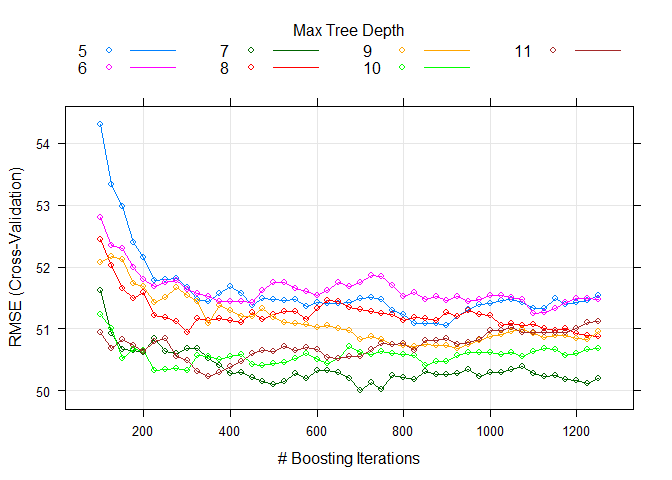 Max Tree Depth
5 7 9 11
6 8 10
RMSE (Cross-Validation)
54
53
52
51
50
200 400 600 800 1000 1200
# Boosting Iterations